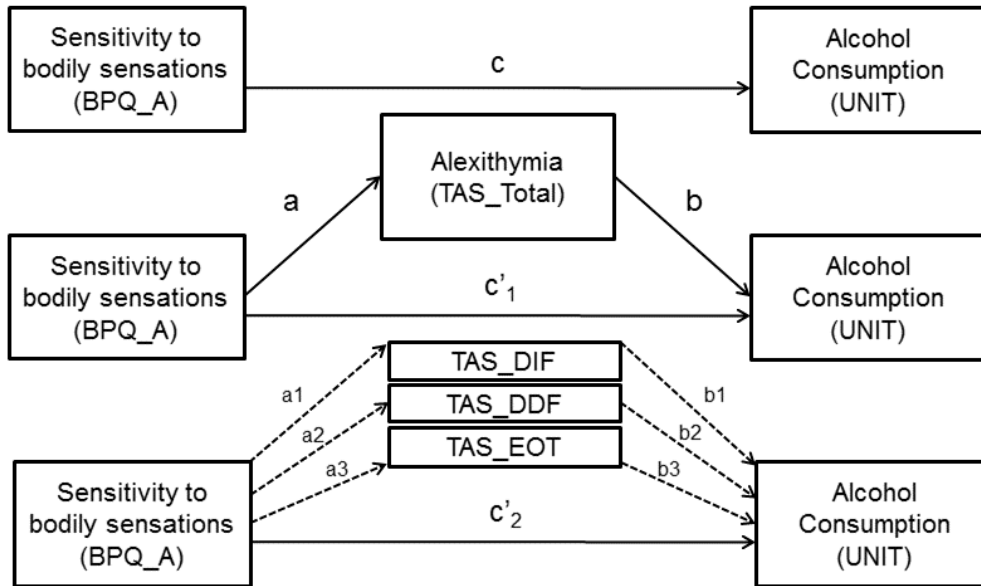 Sensitivity to
bodily sensations
(BPQ_A)
c
Alcohol
Consumption
(UNIT)
Alexithymia
(TAS_Total)
a
b
Sensitivity to
bodily sensations
(BPQ_A)
c’1
Alcohol
Consumption
(UNIT)
TAS_DIF
TAS_DDF
TAS_EOT
a1
a2
a3
b1
b2
b3
Sensitivity to
bodily sensations
(BPQ_A)
c’2
Alcohol
Consumption
(UNIT)